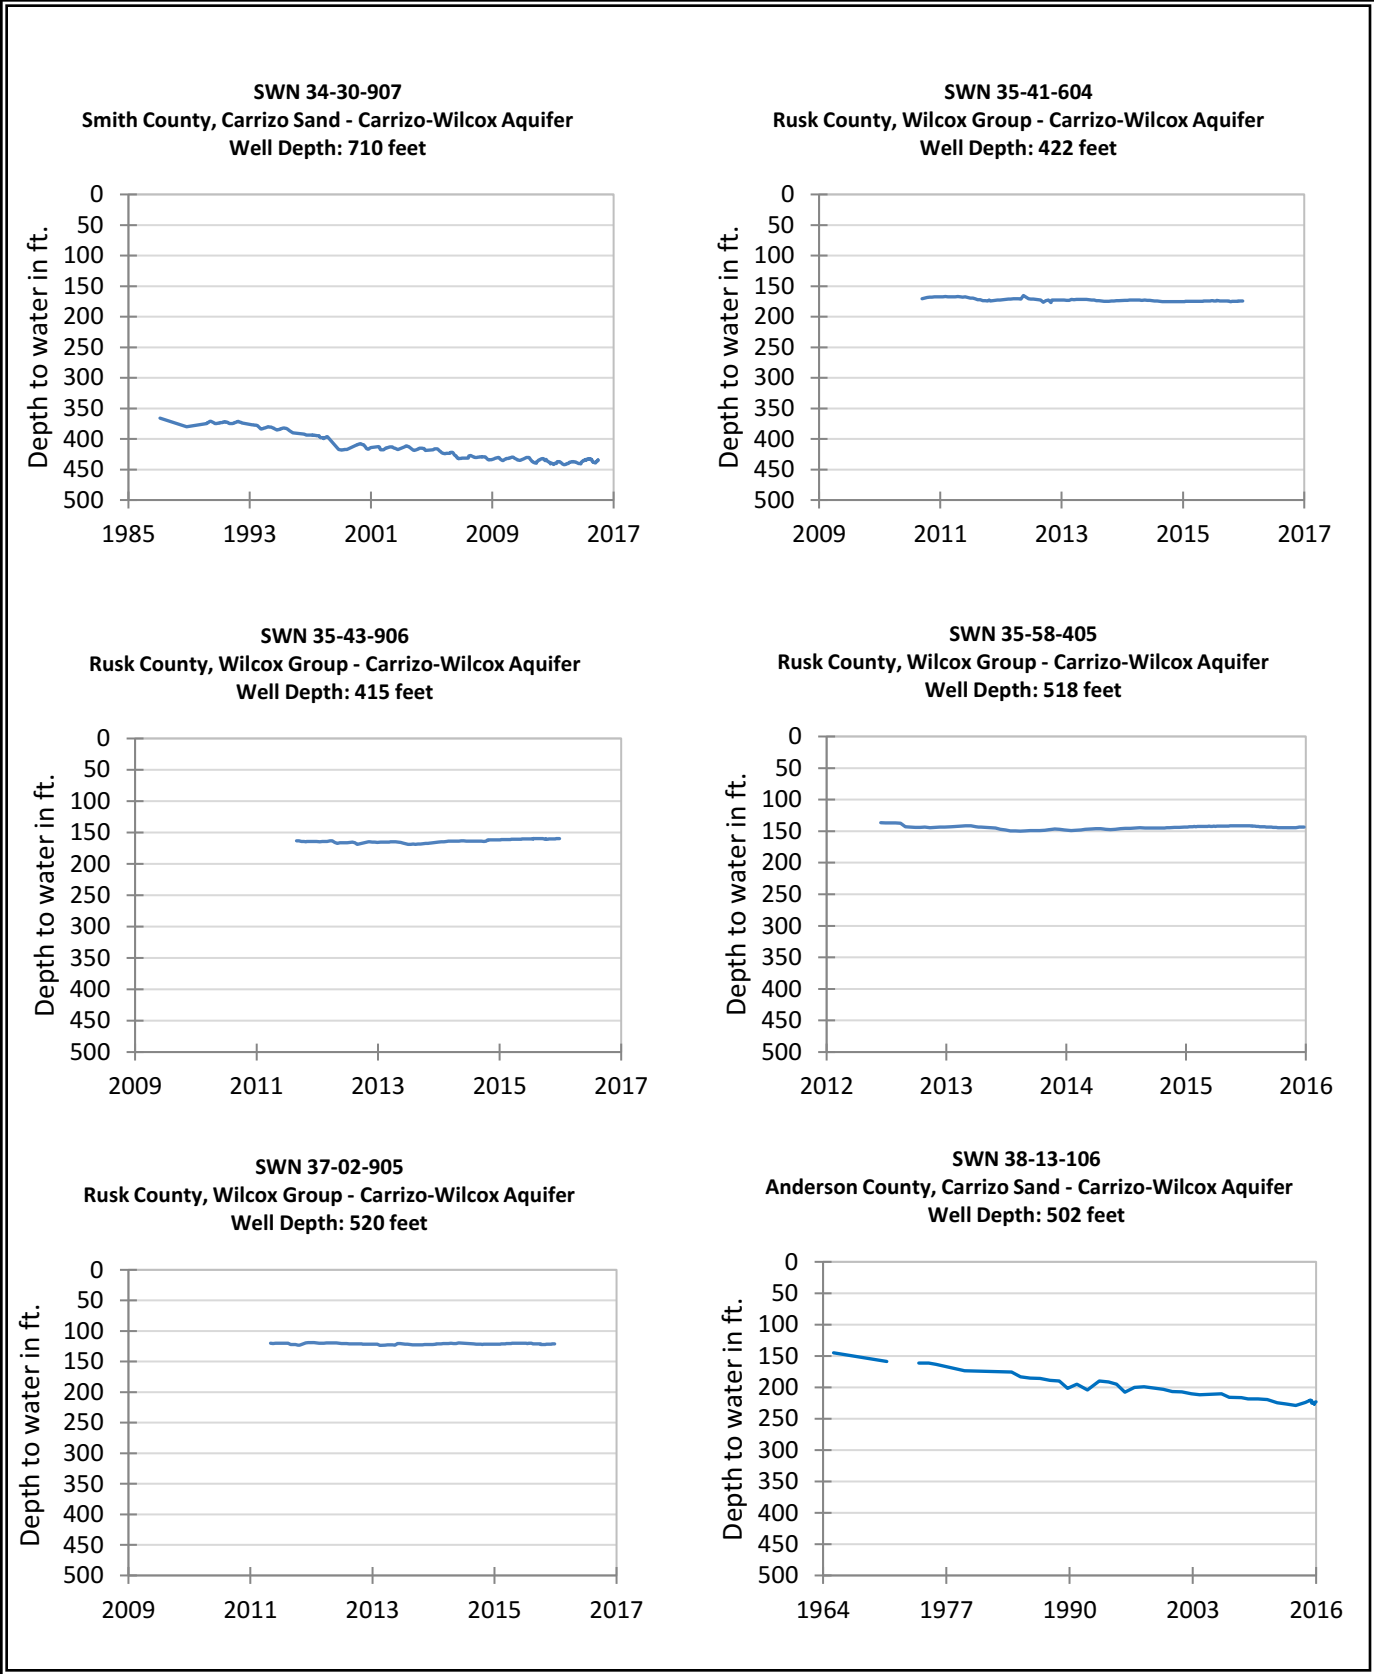 SWN 34-30-907
Smith County, Carrizo Sand - Carrizo-Wilcox Aquifer
Well Depth: 710 feet
Depth to water in ft.
0
50
100
150
200
250
300
350
400
450
500
1985 1993 2001 2009 2017
SWN 35-41-604
Rusk County, Wilcox Group - Carrizo-Wilcox Aquifer
Well Depth: 422 feet
Depth to water in ft.
0
50
100
150
200
250
300
350
400
450
500
2009 2011 2013 2015 2017
SWN 35-43-906
Rusk County, Wilcox Group - Carrizo-Wilcox Aquifer
Well Depth: 415 feet
Depth to water in ft.
0
50
100
150
200
250
300
350
400
450
500
2009 2011 2013 2015 2017
SWN 35-58-405
Rusk County, Wilcox Group - Carrizo-Wilcox Aquifer
Well Depth: 518 feet
Depth to water in ft.
0
50
100
150
200
250
300
350
400
450
500
2012 2013 2014 2015 2016
SWN 37-02-905
Rusk County, Wilcox Group - Carrizo-Wilcox Aquifer
Well Depth: 520 feet
Depth to water in ft.
0
50
100
150
200
250
300
350
400
450
500
2009 2011 2013 2015 2017
SWN 38-13-106
Anderson County, Carrizo Sand - Carrizo-Wilcox Aquifer
Well Depth: 502 feet
Depth to water in ft.
0
50
100
150
200
250
300
350
400
450
500
1964 1977 1990 2003 2016